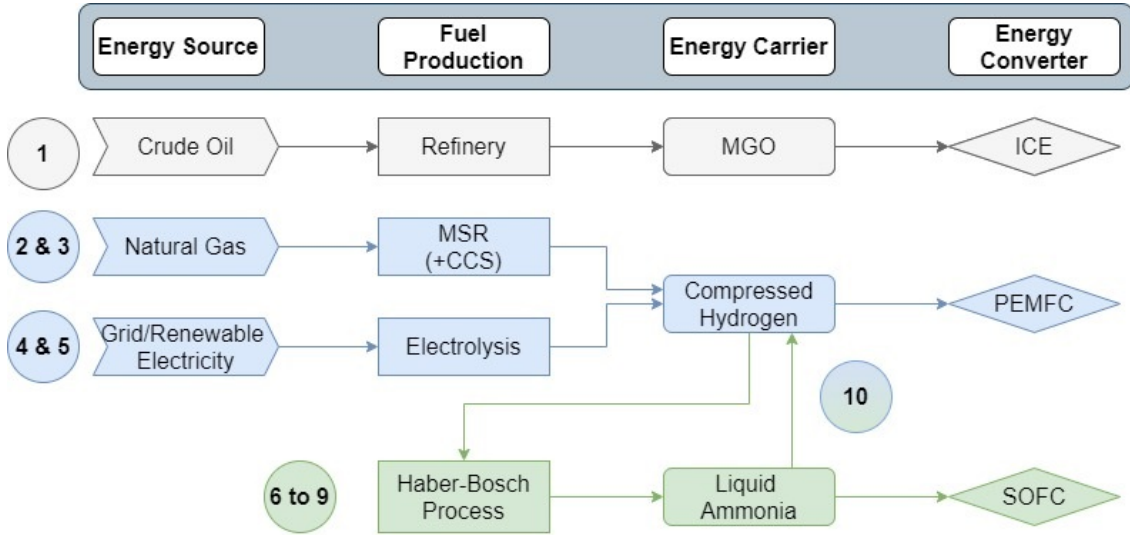 Energy Source
Fuel
Production
Energy Carrier
Energy
Converter
1
Crude Oil
Refinery
MGO
ICE
2 & 3
Natural Gas
MSR
(+CCS)
Compressed
Hydrogen
PEMFC
4 & 5
Grid/Renewable
Electricity
Electrolysis
10
6 to 9
Haber-Bosch
Process
Liquid
Ammonia
SOFC